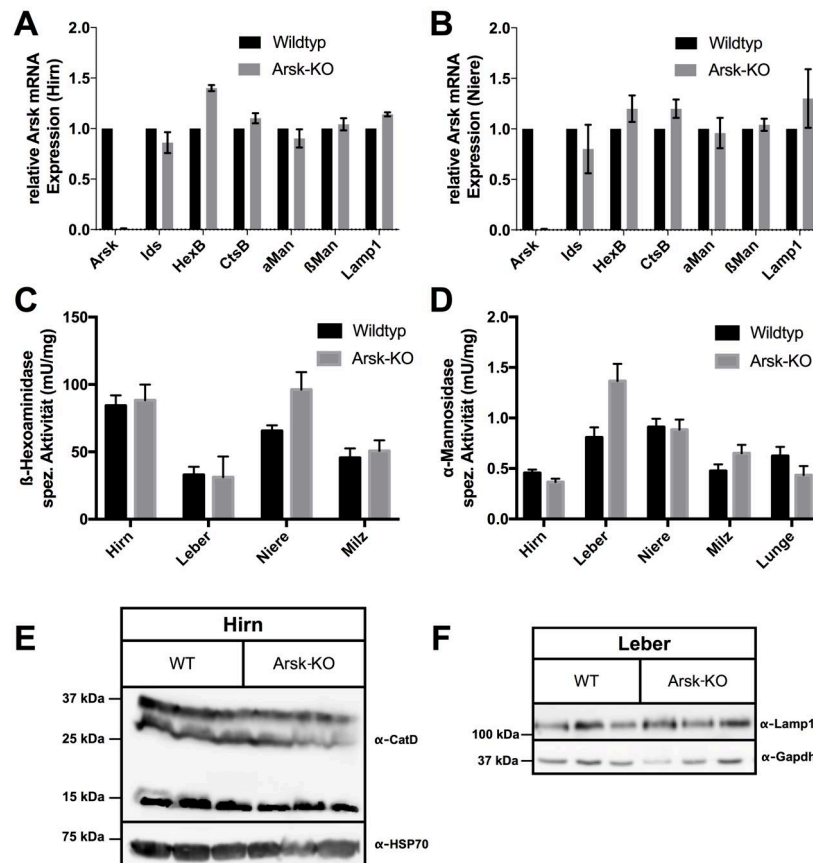 A
relative Arsk mRNA
Expression (Hirn)
Wildtyp
Arsk-KO
2.0
1.5
1.0
0.5
0.0
Arsk
Ids
HexB
CtsB
aMan
ßMan
Lamp1
B
relative Arsk mRNA
Expression (Niere)
Wildtyp
Arsk-KO
2.0
1.5
1.0
0.5
0.0
Arsk
Ids
HexB
CtsB
aMan
ßMan
Lamp1
C
ß-Hexoaminidase
spez. Aktivität (mU/mg)
Wildtyp
Arsk-KO
150
100
50
0
Hirn
Leber
Niere
Milz
D
α-Mannosidase
spez. Aktivität (mU/mg)
Wildtyp
Arsk-KO
2.0
1.5
1.0
0.5
0.0
Hirn
Leber
Niere
Milz
Lunge
E
Hirn
WT Arsk-KO
37 kDa
25 kDa
α-CatD
15 kDa
75 kDa
α-HSP70
F
Leber
WT Arsk-KO
α-Lamp1
100 kDa
37 kDa
α-Gapdh